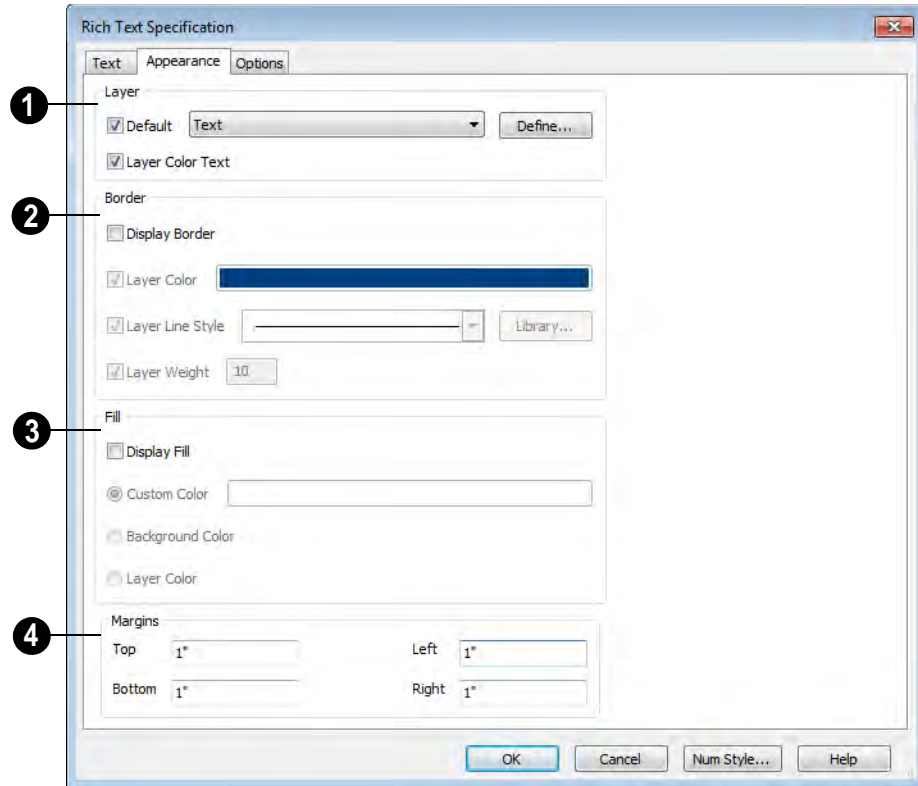 Rich Text Specification
Text Appearance Options
1 Layer
Default Text Define...
Layer Color Text
2 Border
Display Border
Layer Color
Layer Line Style Library...
Layer Weight 10
3 Fill
Display Fill
Custom Color
Background Color
Layer Color
4 Margins
Top 1" Left 1"
Bottom 1" Right 1"
OK Cancel Num Style... Help